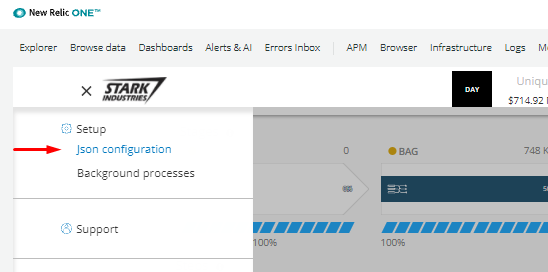 New Relic ONE™
Explorer Browse data Dashboards Alerts & AI Errors Inbox APM Browser Infrastructure Logs
STARK
INDUSTRIES
DAY
Uniqu
$714.92
Setup
Json configuration
Background processes
0
BAG
748 K
100%
100%
Support